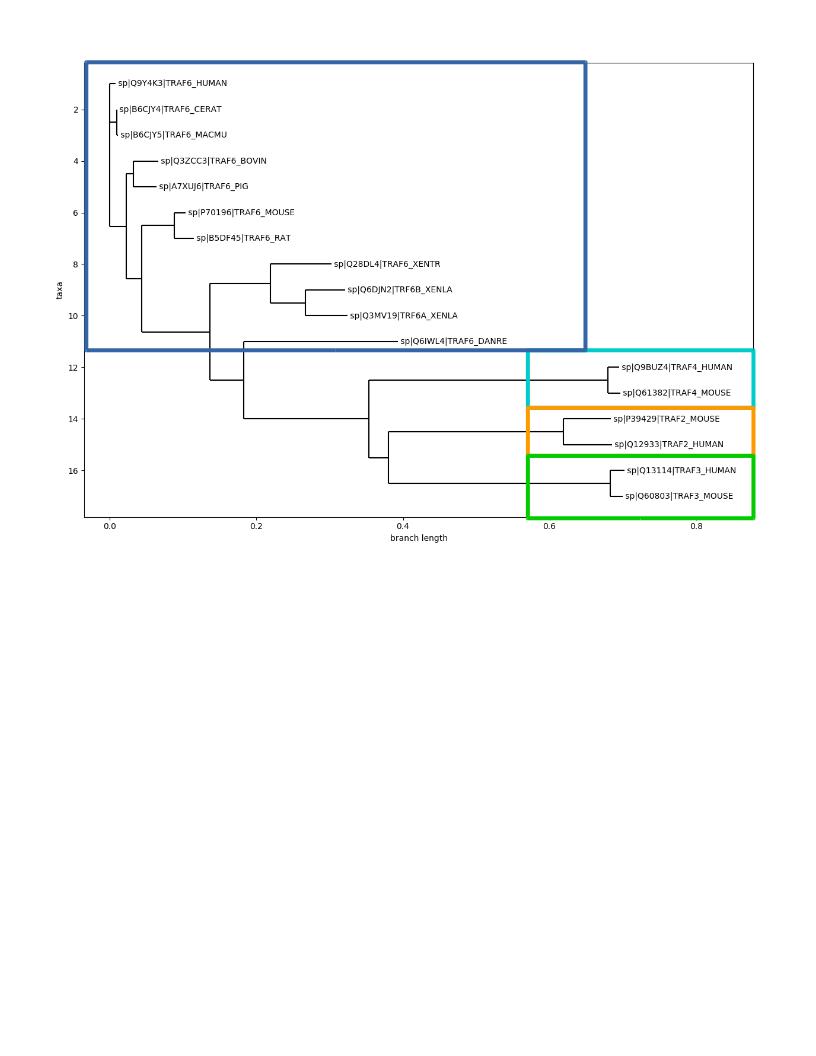 sp|Q9Y4K3|TRAF6_HUMAN
2
sp|B6CJY4|TRAF6_CERAT
sp|B6CJY5|TRAF6_MACMU
4
sp|Q3ZCC3|TRAF6_BOVIN
sp|A7XUJ6|TRAF6_PIG
6
sp|P70196|TRAF6_MOUSE
sp|B5DF45|TRAF6_RAT
8
sp|Q28DL4|TRAF6_XENTR
taxa
sp|Q6DJN2|TRF6B_XENLA
10
sp|Q3MV19|TRF6A_XENLA
sp|Q6IWL4|TRAF6_DANRE
12
sp|Q9BUZ4|TRAF4_HUMAN
sp|Q61382|TRAF4_MOUSE
14
sp|P39429|TRAF2_MOUSE
sp|Q12933|TRAF2_HUMAN
16
sp|Q13114|TRAF3_HUMAN
sp|Q60803|TRAF3_MOUSE
0.0 0.2 0.4 0.6 0.8
branch length